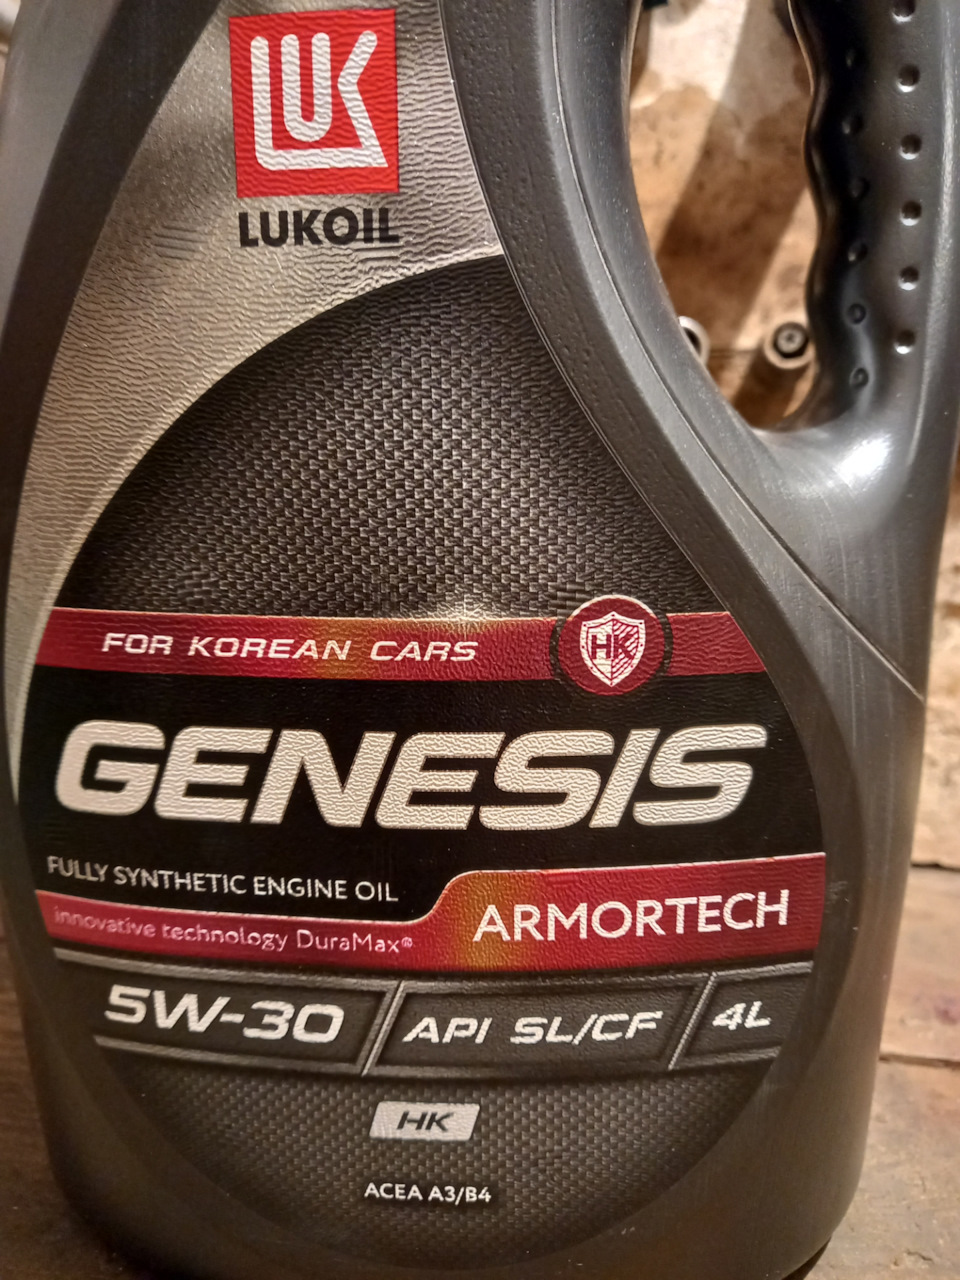 LUK
LUKOIL
FOR KOREAN CARS
HK
GENESIS
FULLY SYNTHETIC ENGINE OIL
innovative technology DuraMax®
ARMORTECH
5W-30
API SL/CF
4L
HK
ACEA A3/B4